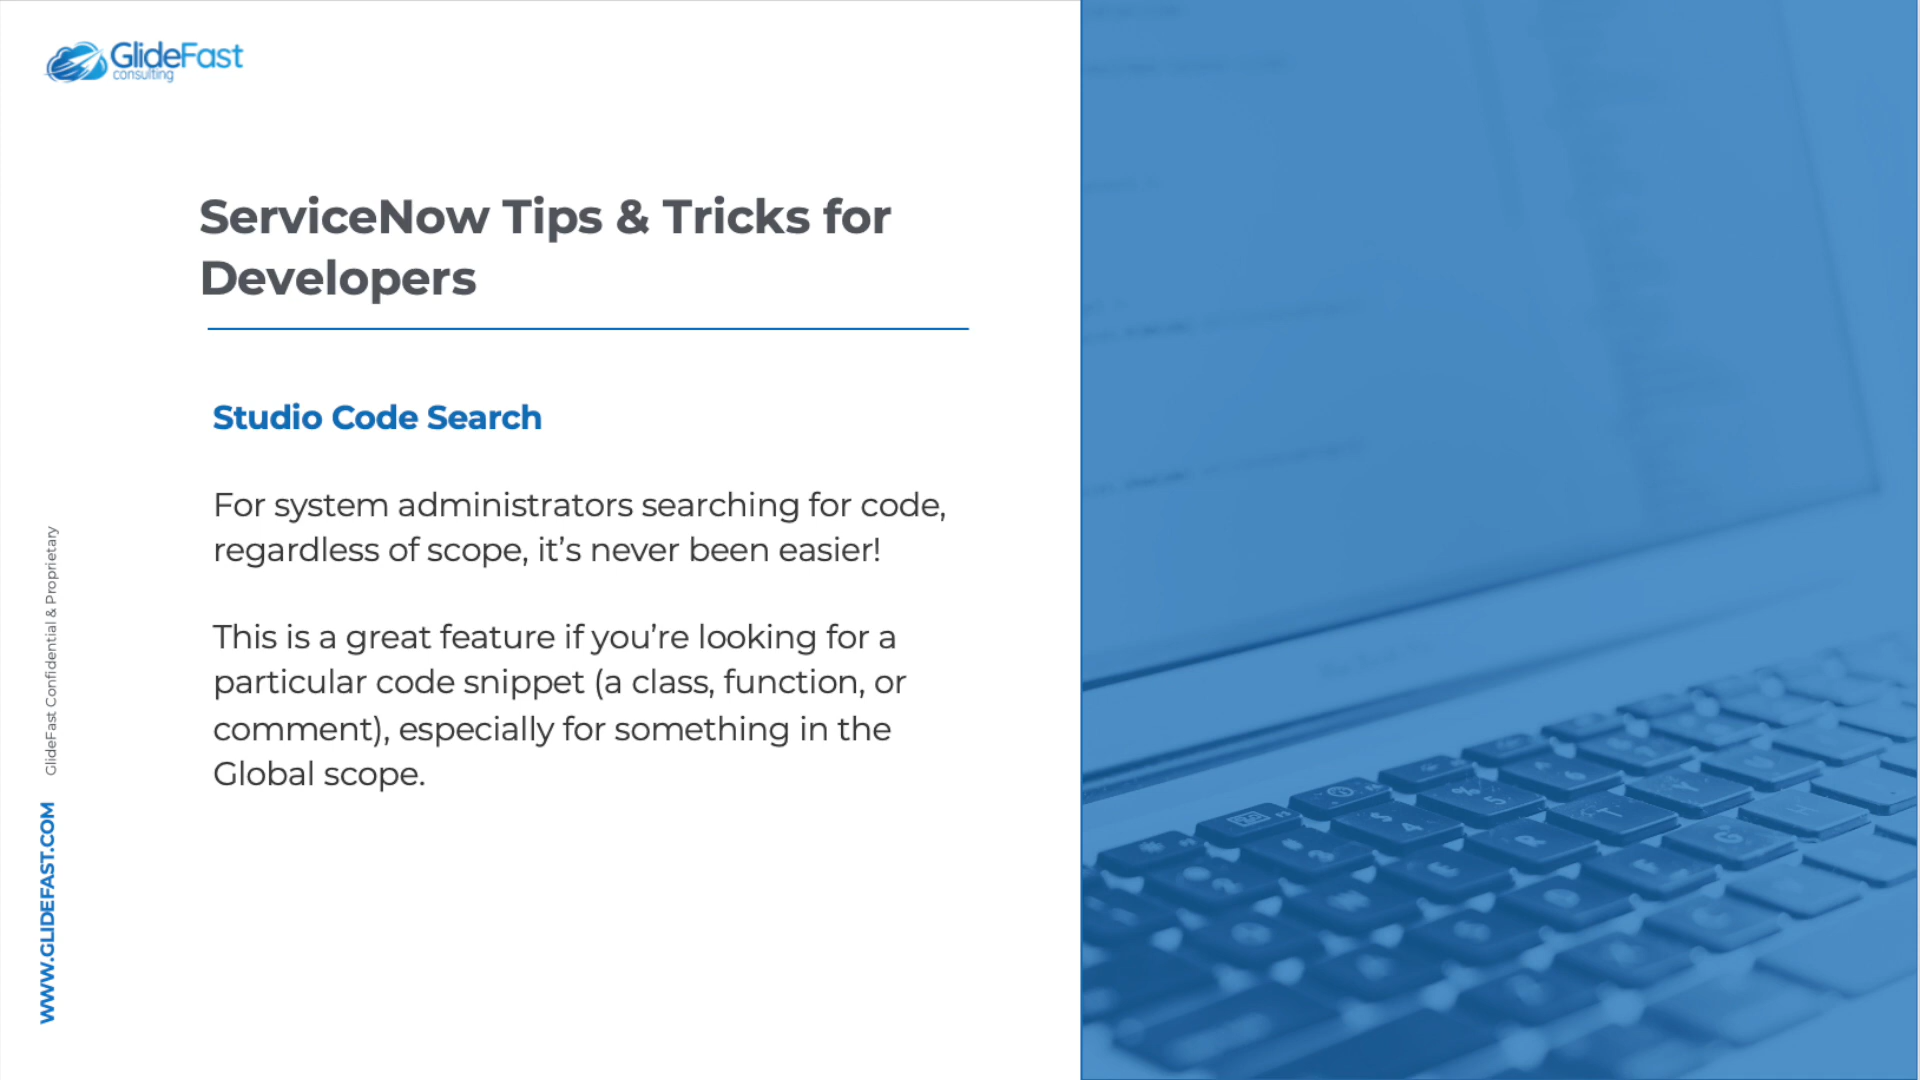 GlideFast
consulting
ServiceNow Tips & Tricks for
Developers
Studio Code Search
For system administrators searching for code,
regardless of scope, it’s never been easier!
This is a great feature if you’re looking for a
particular code snippet (a class, function, or
comment), especially for something in the
Global scope.
WWW.GLIDEFAST.COM
GlideFast Confidential & Proprietary